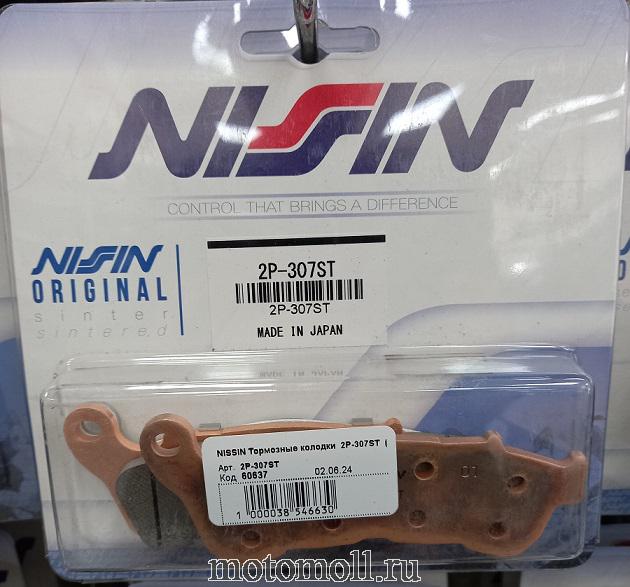 NISSIN
CONTROL THAT BRINGS A DIFFERENCE
NISSIN
ORIGINAL
sinter
sintered
2P-307ST
2P-307ST
MADE IN JAPAN
NISSIN Тормозные колодки 2P-307ST (
Арт. 2P-307ST
Код 60637
02.06.24
1 000038 546630
01
motomoll.ru